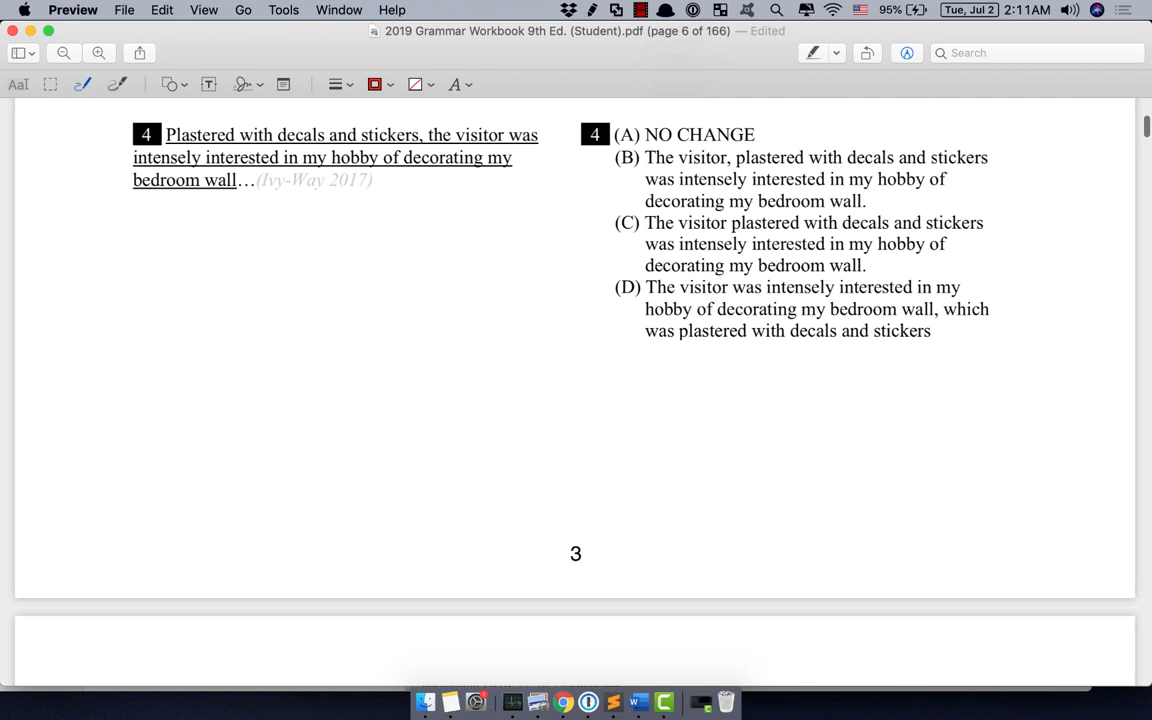 Preview File Edit View Go Tools Window Help 95% Tue, Jul 2 2:11AM
2019 Grammar Workbook 9th Ed. (Student).pdf (page 6 of 166) — Edited
Search
AaI T A
4 Plastered with decals and stickers, the visitor was
intensely interested in my hobby of decorating my
bedroom wall…(Ivy-Way 2017)
4 (A) NO CHANGE
(B) The visitor, plastered with decals and stickers
was intensely interested in my hobby of
decorating my bedroom wall.
(C) The visitor plastered with decals and stickers
was intensely interested in my hobby of
decorating my bedroom wall.
(D) The visitor was intensely interested in my
hobby of decorating my bedroom wall, which
was plastered with decals and stickers
3